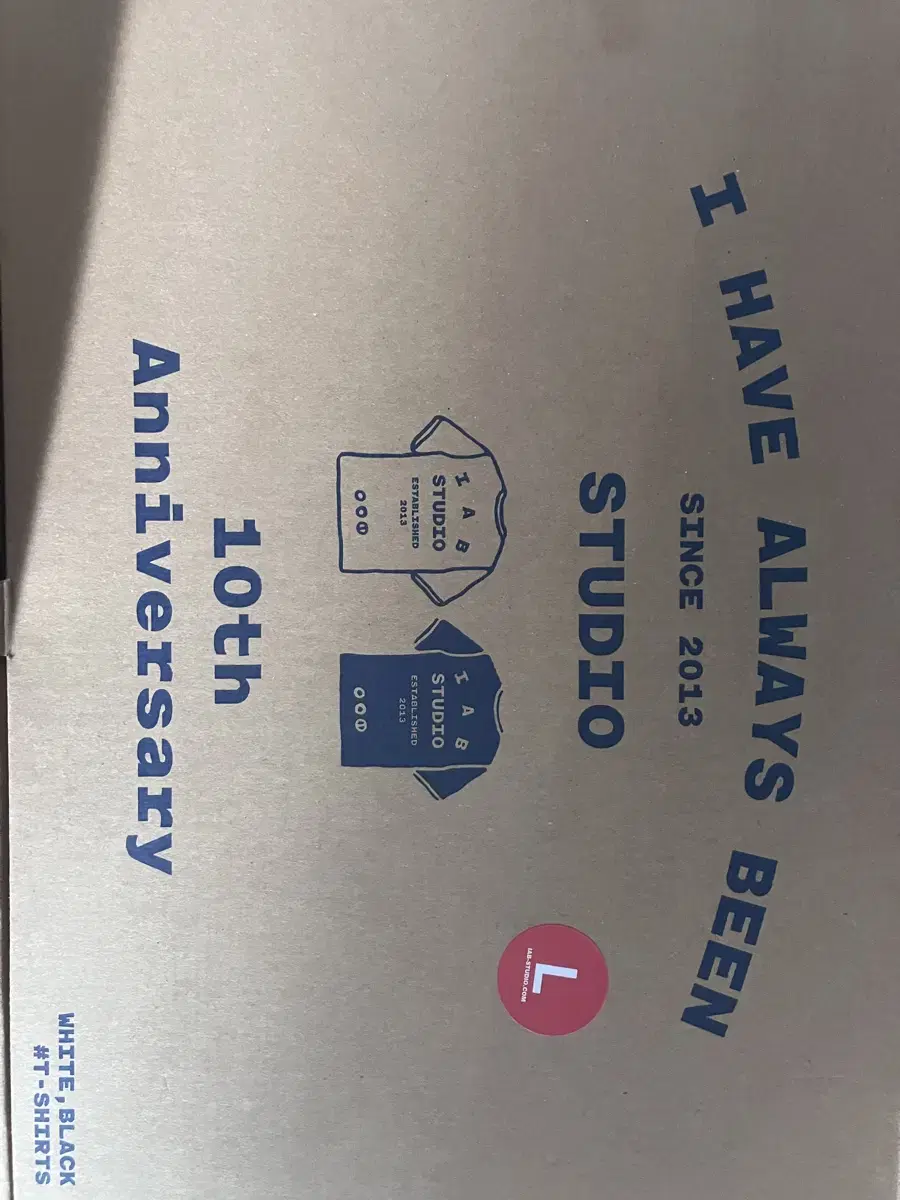 I HAVE ALWAYS BEEN
SINCE 2013
STUDIO
I A B
STUDIO
ESTABLISHED
2013
I A B
STUDIO
ESTABLISHED
2013
L
IAB-STUDIO.COM
10th
Anniversary
WHITE,BLACK
#T-SHIRTS